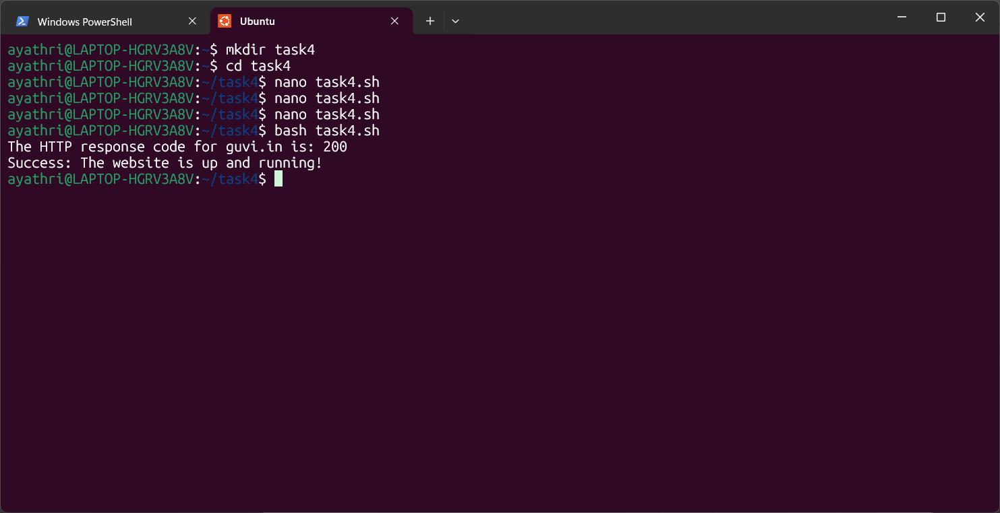 Windows PowerShell
Ubuntu
ayathri@LAPTOP-HGRV3A8V:~$ mkdir task4
ayathri@LAPTOP-HGRV3A8V:~$ cd task4
ayathri@LAPTOP-HGRV3A8V:~/task4$ nano task4.sh
ayathri@LAPTOP-HGRV3A8V:~/task4$ nano task4.sh
ayathri@LAPTOP-HGRV3A8V:~/task4$ nano task4.sh
ayathri@LAPTOP-HGRV3A8V:~/task4$ bash task4.sh
The HTTP response code for guvi.in is: 200
Success: The website is up and running!
ayathri@LAPTOP-HGRV3A8V:~/task4$